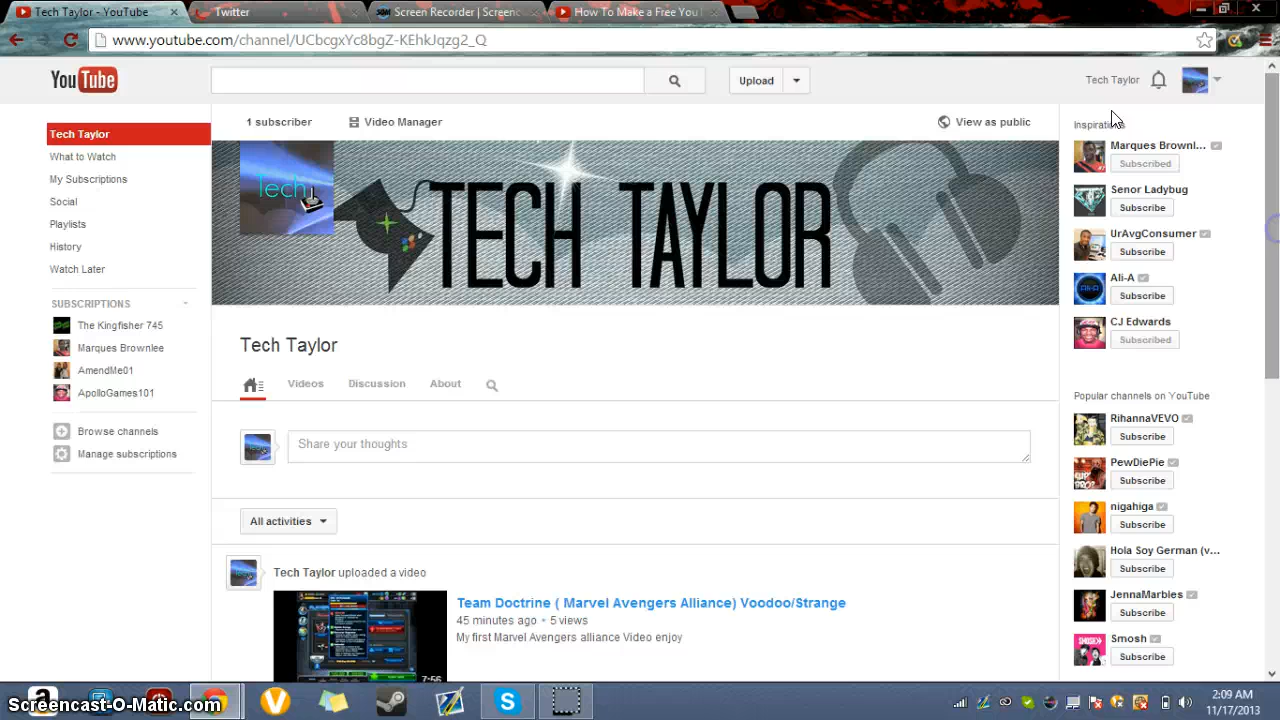 Tech Taylor - YouTube
Twitter
Screen Recorder | Screenc
How To Make a Free You
www.youtube.com/channel/UCbcgxYc8bgZ-KEhkJqzg2_Q
YouTube
Upload
Tech Taylor
Tech Taylor
What to Watch
My Subscriptions
Social
Playlists
History
Watch Later
SUBSCRIPTIONS
The Kingfisher 745
Marques Brownlee
AmendMe01
ApolloGames101
Browse channels
Manage subscriptions
1 subscriber
Video Manager
View as public
Tech
TECH TAYLOR
Tech Taylor
Videos
Discussion
About
Share your thoughts
All activities
Tech Taylor uploaded a video
Team Doctrine ( Marvel Avengers Alliance) Voodoo/Strange
45 minutes ago • 5 views
My first Marvel Avengers alliance Video enjoy
7:56
Inspirations
Marques Brownl...
Subscribed
Senor Ladybug
Subscribe
UrAvgConsumer
Subscribe
Ali-A
Subscribe
CJ Edwards
Subscribed
Popular channels on YouTube
RihannaVEVO
Subscribe
PewDiePie
Subscribe
nigahiga
Subscribe
Hola Soy German (v...
Subscribe
JennaMarbles
Subscribe
Smosh
Subscribe
Screencast-O-Matic.com
2:09 AM
11/17/2013